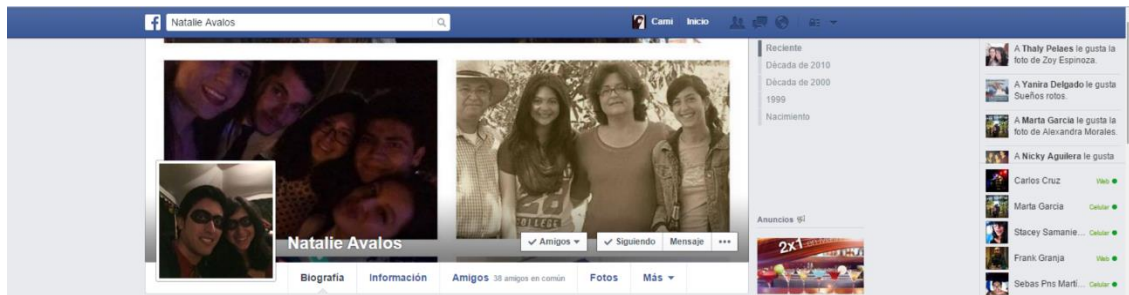 f Natalie Avalos Cami Inicio
Reciente
Década de 2010
Década de 2000
1999
Nacimiento
COLLEGE
Natalie Avalos
✓ Amigos ✓ Siguiendo Mensaje •••
Biografía Información Amigos 38 amigos en común Fotos Más
Anuncios
2x1
A Thaly Pelaes le gusta la
foto de Zoy Espinoza.
A Yanira Delgado le gusta
Sueños rotos.
A Marta Garcia le gusta la
foto de Alexandra Morales.
A Nicky Aguilera le gusta
Carlos Cruz Web
Marta Garcia Celular
Stacey Samanie... Celular
Frank Granja Web
Sebas Pns Marti... Celular